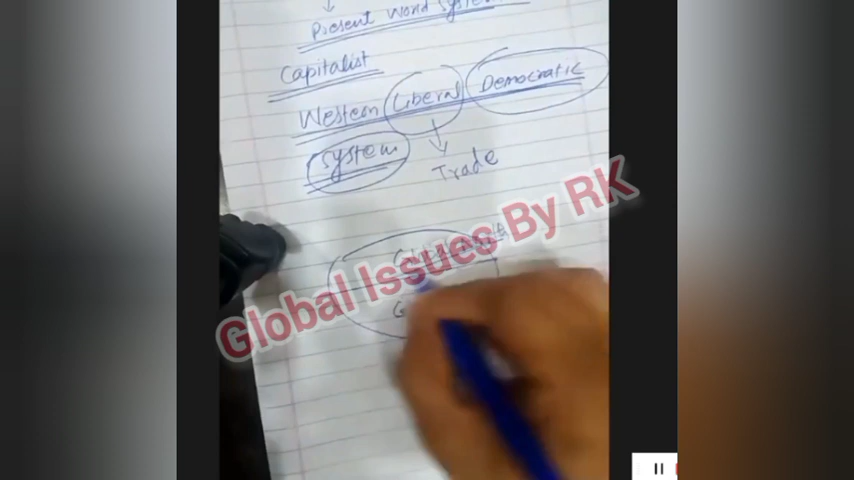 Present World System
Capitalist
Western Liberal Democratic
System
Trade
Global Issues By RK